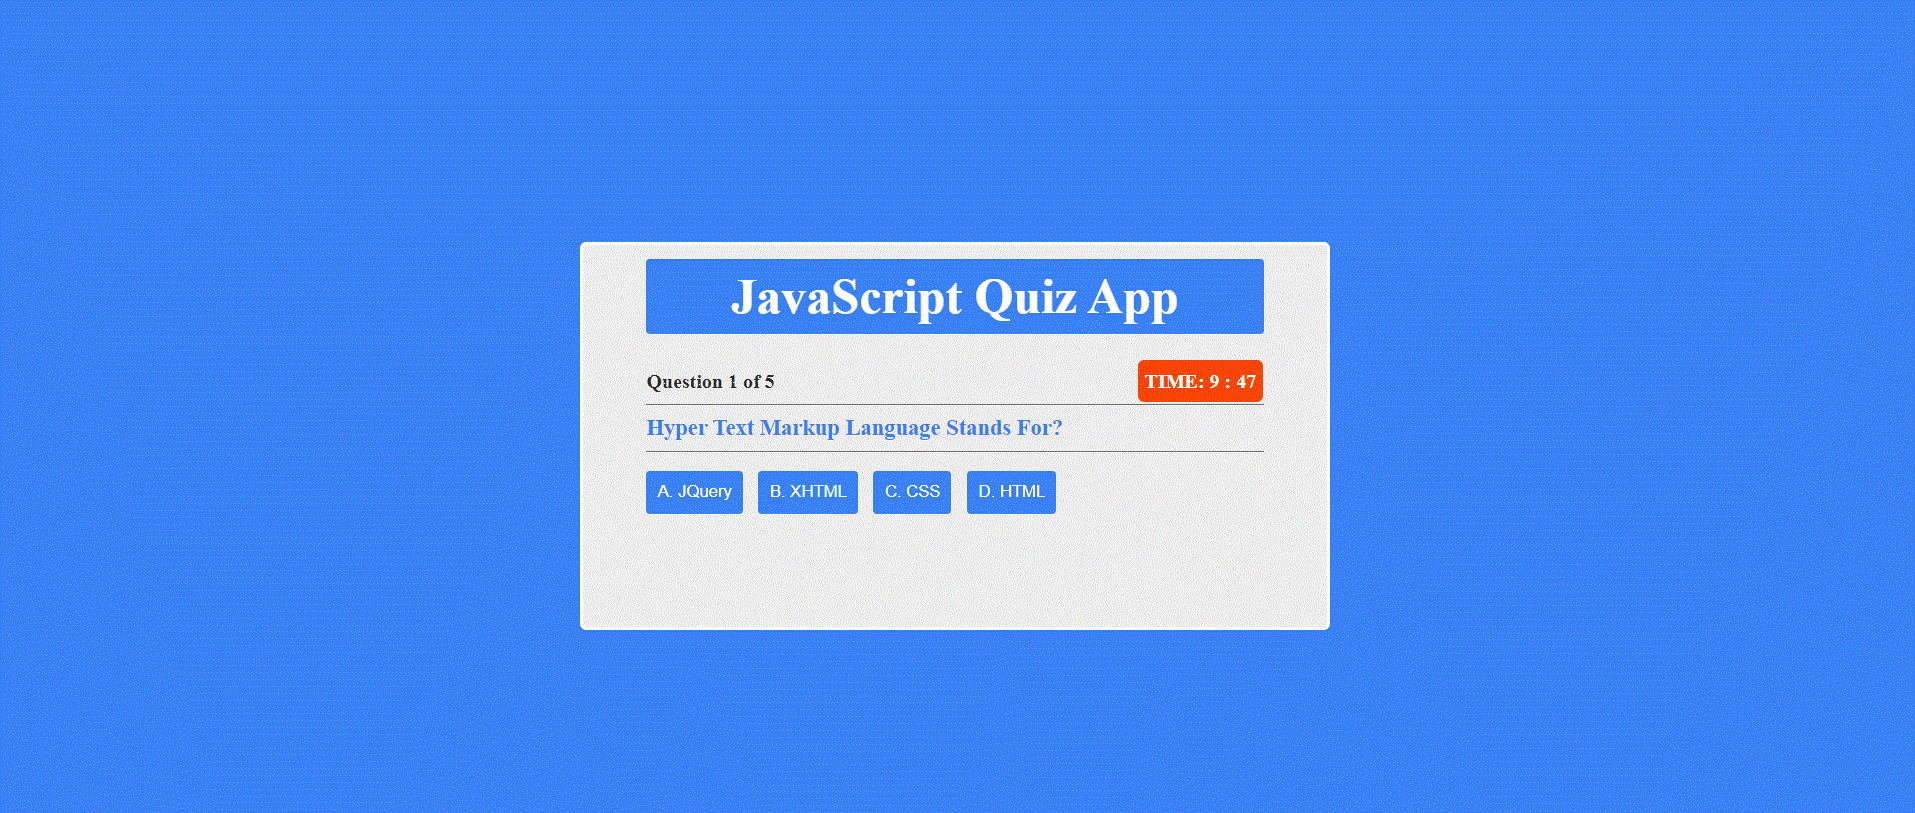 JavaScript Quiz App
Question 1 of 5
TIME: 9 : 47
Hyper Text Markup Language Stands For?
A. JQuery
B. XHTML
C. CSS
D. HTML